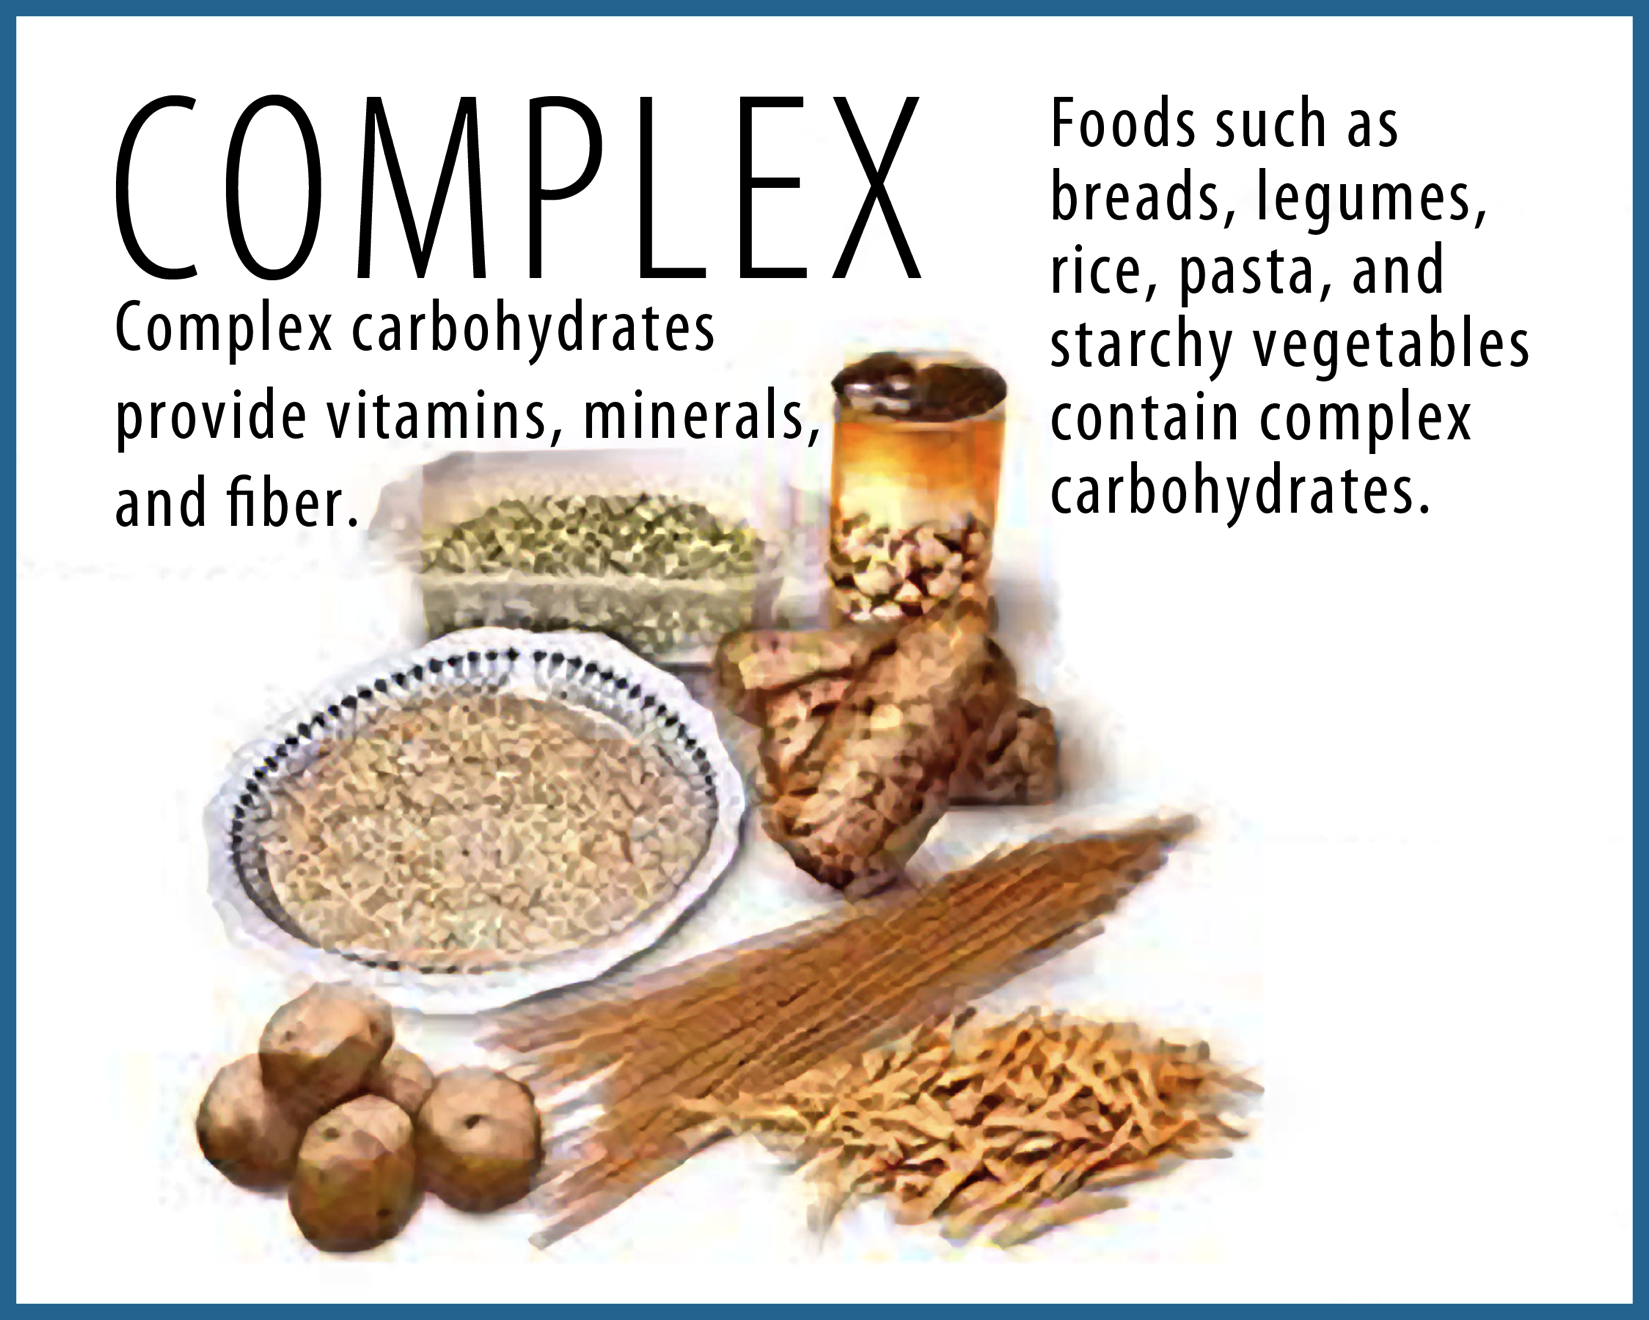 COMPLEX
Complex carbohydrates
provide vitamins, minerals,
and fiber.
Foods such as
breads, legumes,
rice, pasta, and
starchy vegetables
contain complex
carbohydrates.